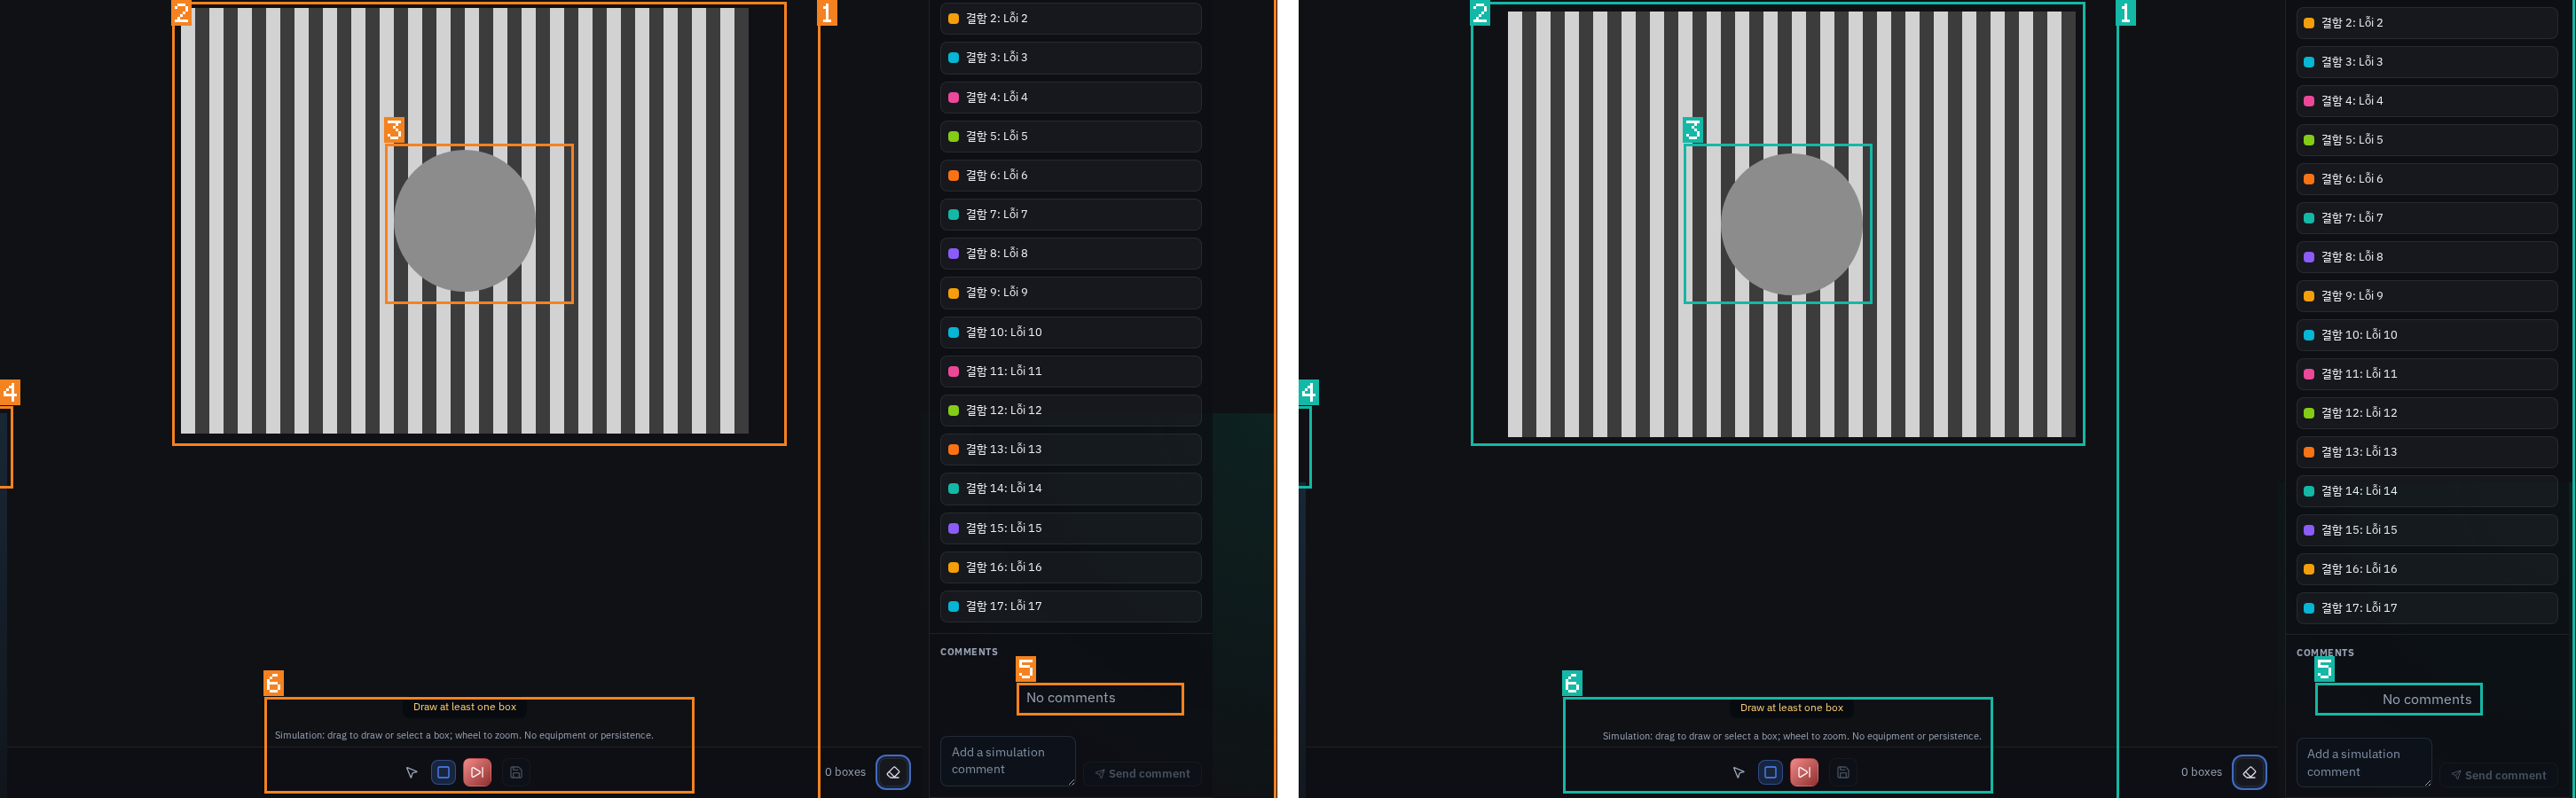 2
1
결함 2: Lỗi 2
결함 3: Lỗi 3
결함 4: Lỗi 4
3
결함 5: Lỗi 5
결함 6: Lỗi 6
결함 7: Lỗi 7
결함 8: Lỗi 8
결함 9: Lỗi 9
결함 10: Lỗi 10
결함 11: Lỗi 11
4
결함 12: Lỗi 12
결함 13: Lỗi 13
결함 14: Lỗi 14
결함 15: Lỗi 15
결함 16: Lỗi 16
결함 17: Lỗi 17
COMMENTS
5
No comments
6
Draw at least one box
Simulation: drag to draw or select a box; wheel to zoom. No equipment or persistence.
0 boxes
Add a simulation
comment
Send comment
2
1
결함 2: Lỗi 2
결함 3: Lỗi 3
결함 4: Lỗi 4
3
결함 5: Lỗi 5
결함 6: Lỗi 6
결함 7: Lỗi 7
결함 8: Lỗi 8
결함 9: Lỗi 9
결함 10: Lỗi 10
결함 11: Lỗi 11
4
결함 12: Lỗi 12
결함 13: Lỗi 13
결함 14: Lỗi 14
결함 15: Lỗi 15
결함 16: Lỗi 16
결함 17: Lỗi 17
COMMENTS
5
No comments
6
Draw at least one box
Simulation: drag to draw or select a box; wheel to zoom. No equipment or persistence.
0 boxes
Add a simulation
comment
Send comment